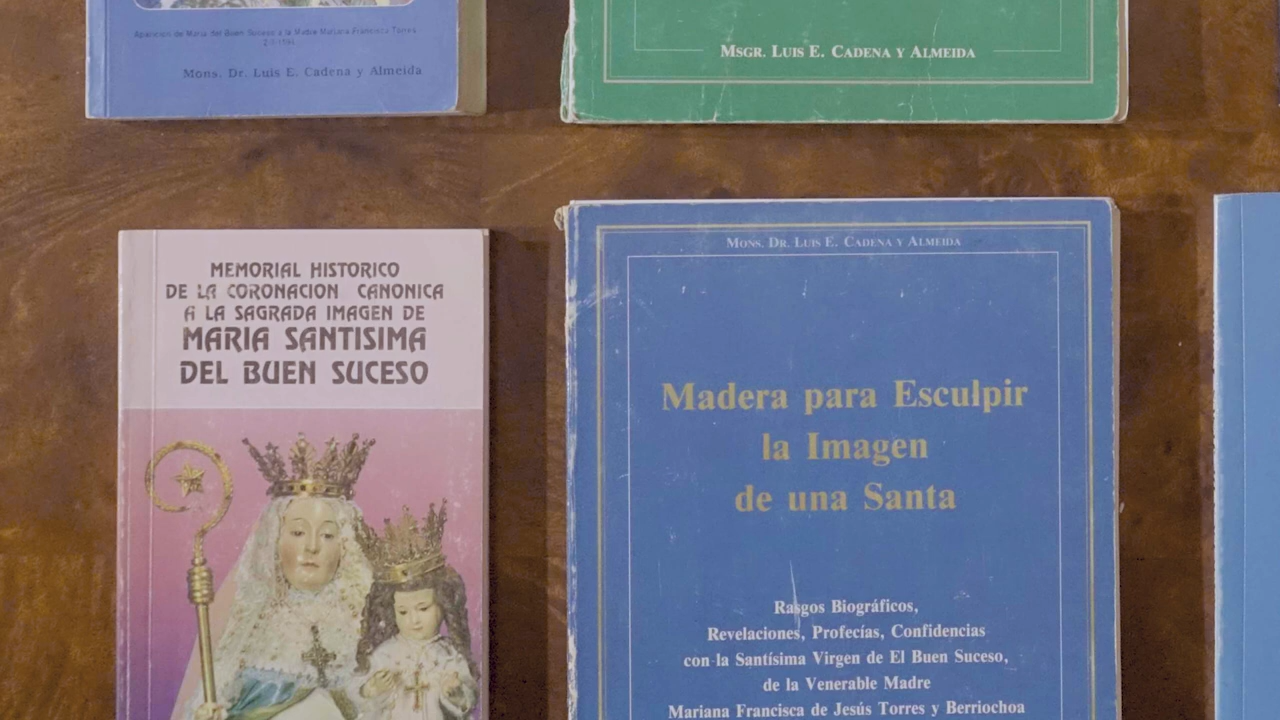 Aparición de María del Buen Suceso a la Madre Mariana Francisca Torres
Mons. Dr. Luis E. Cadena y Almeida
Msgr. Luis E. Cadena y Almeida
MEMORIAL HISTORICO
DE LA CORONACION CANONICA
A LA SAGRADA IMAGEN DE
MARIA SANTISIMA
DEL BUEN SUCESO
Mons. Dr. Luis E. Cadena y Almeida
Madera para Esculpir
la Imagen
de una Santa
Rasgos Biográficos,
Revelaciones, Profecías, Confidencias
con la Santísima Virgen de El Buen Suceso,
de la Venerable Madre
Mariana Francisca de Jesús Torres y Berriochoa